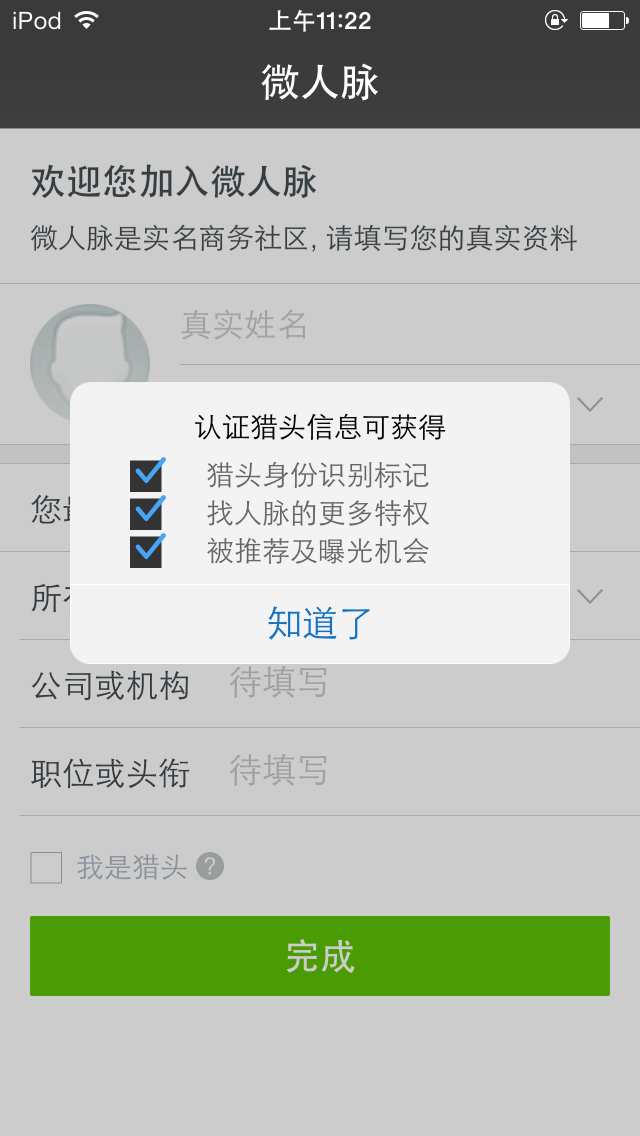 iPod 上午11:22
微人脉
欢迎您加入微人脉
微人脉是实名商务社区, 请填写您的真实资料
真实姓名
认证猎头信息可获得
猎头身份识别标记
找人脉的更多特权
被推荐及曝光机会
您
所
知道了
公司或机构 待填写
职位或头衔 待填写
我是猎头 ?
完成